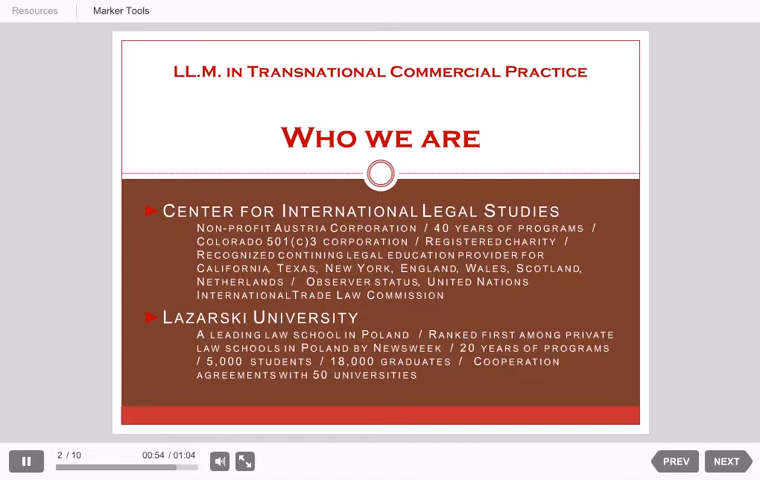 Resources
Marker Tools
LL.M. in Transnational Commercial Practice
Who we are
Center for International Legal Studies
Non-profit Austria Corporation / 40 years of programs /
Colorado 501(c)3 corporation / Registered charity /
Recognized contining legal education provider for
California, Texas, New York, England, Wales, Scotland,
Netherlands / Observer status, United Nations
International Trade Law Commission
Lazarski University
A leading law school in Poland / Ranked first among private
law schools in Poland by Newsweek / 20 years of programs
/ 5,000 students / 18,000 graduates / Cooperation
agreements with 50 universities
2 / 10
00:54 / 01:04
PREV
NEXT